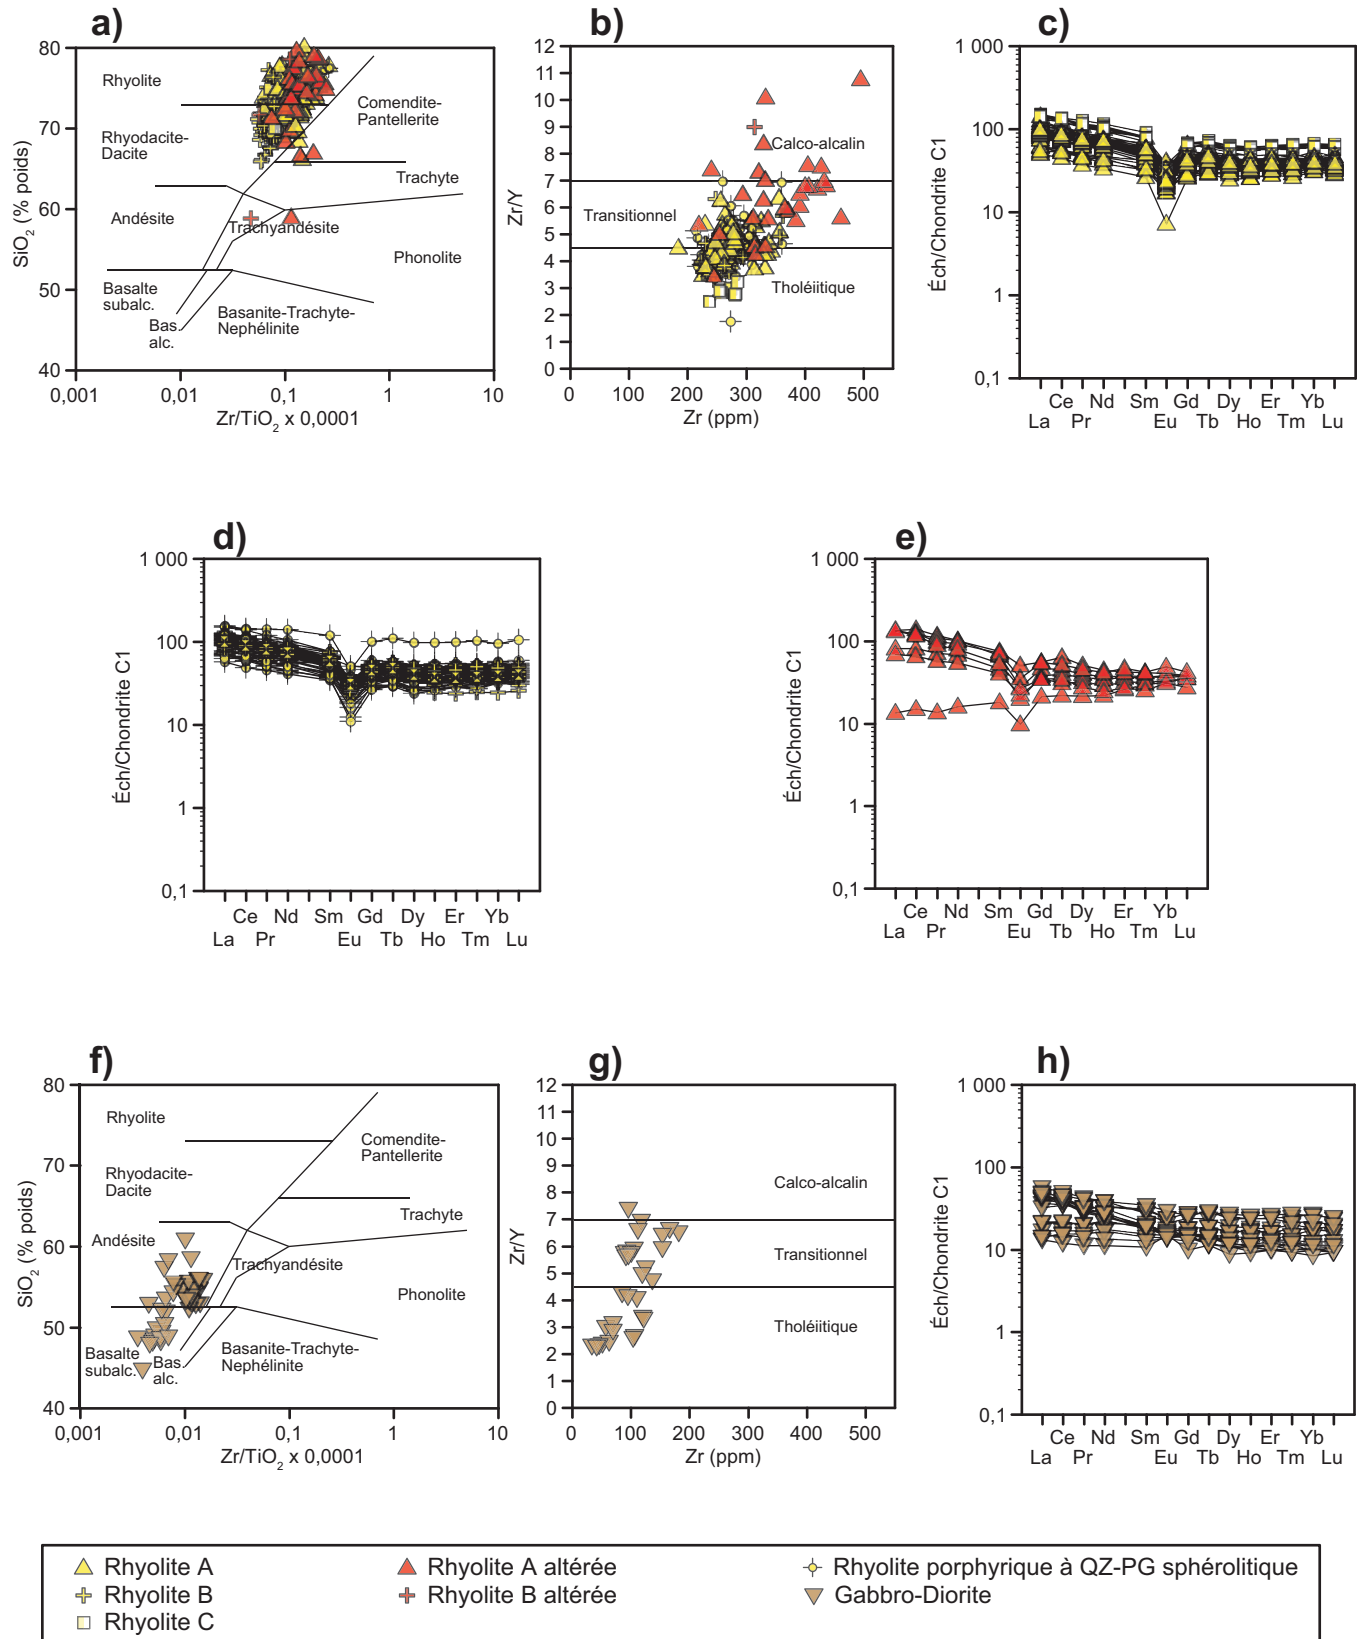 a)
80
70
60
50
40
SiO2 (% poids)
Rhyolite
Rhyodacite-
Dacite
Andésite
Basalte
subalc.
Bas.
alc.
Comendite-
Pantellerite
Trachyte
Trachyandésite
Phonolite
Basanite-Trachyte-
Nephélinite
0,001 0,01 0,1 1 10
Zr/TiO2 x 0,0001
b)
12
11
10
9
8
7
6
5
4
3
2
1
0
Zr/Y
Calco-alcalin
Transitionnel
Tholéiitique
0 100 200 300 400 500
Zr (ppm)
c)
1 000
100
10
1
0,1
Éch/Chondrite C1
Ce Nd Sm Gd Dy Er Yb
La Pr Eu Tb Ho Tm Lu
d)
1 000
100
10
1
0,1
Éch/Chondrite C1
Ce Nd Sm Gd Dy Er Yb
La Pr Eu Tb Ho Tm Lu
e)
1 000
100
10
1
0,1
Éch/Chondrite C1
Ce Nd Sm Gd Dy Er Yb
La Pr Eu Tb Ho Tm Lu
f)
80
70
60
50
40
SiO2 (% poids)
Rhyolite
Rhyodacite-
Dacite
Andésite
Basalte
subalc.
Bas.
alc.
Comendite-
Pantellerite
Trachyte
Trachyandésite
Phonolite
Basanite-Trachyte-
Nephélinite
0,001 0,01 0,1 1 10
Zr/TiO2 x 0,0001
g)
12
11
10
9
8
7
6
5
4
3
2
1
0
Zr/Y
Calco-alcalin
Transitionnel
Tholéiitique
0 100 200 300 400 500
Zr (ppm)
h)
1 000
100
10
1
0,1
Éch/Chondrite C1
Ce Nd Sm Gd Dy Er Yb
La Pr Eu Tb Ho Tm Lu
Rhyolite A
Rhyolite B
Rhyolite C
Rhyolite A altérée
Rhyolite B altérée
Rhyolite porphyrique à QZ-PG sphérolitique
Gabbro-Diorite